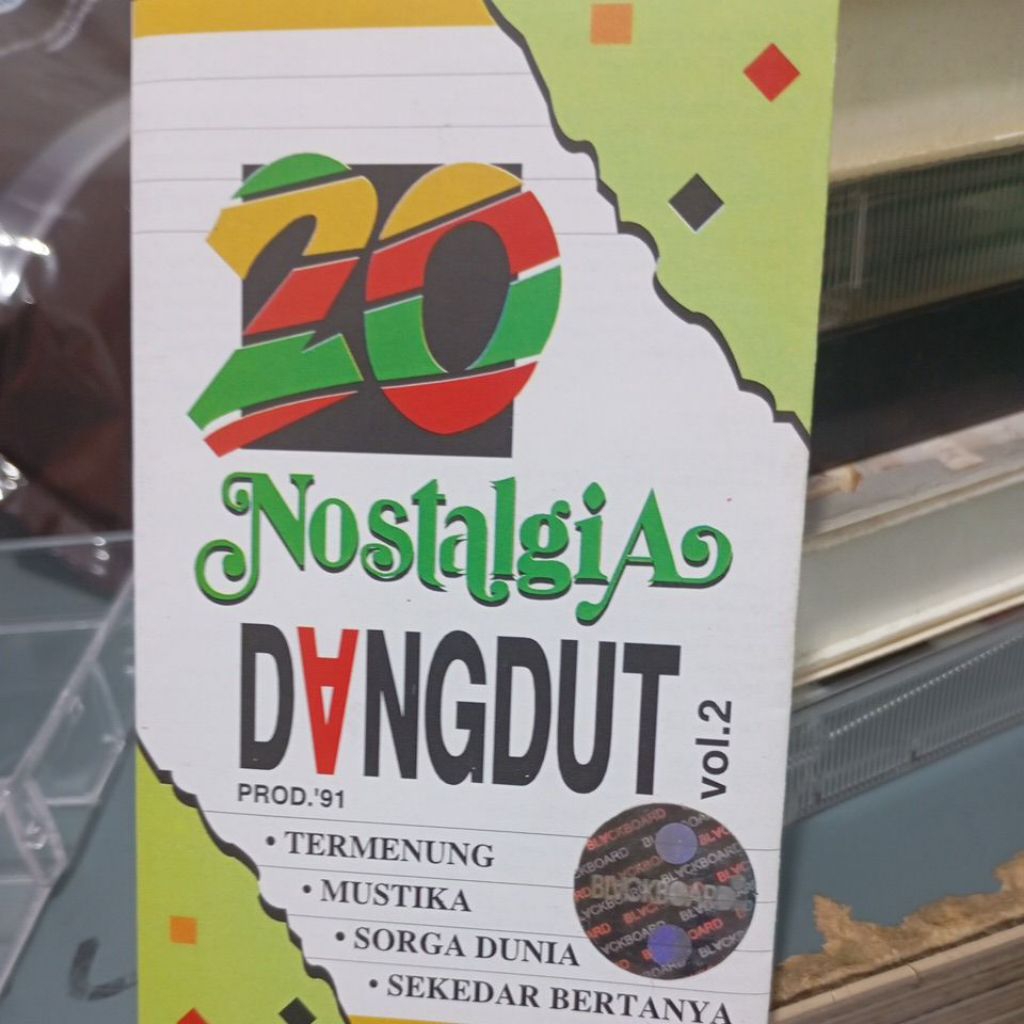 20
NostalgiA
DANGDUT
vol.2
PROD.'91
• TERMENUNG
• MUSTIKA
• SORGA DUNIA
• SEKEDAR BERTANYA
BLACKBOARD